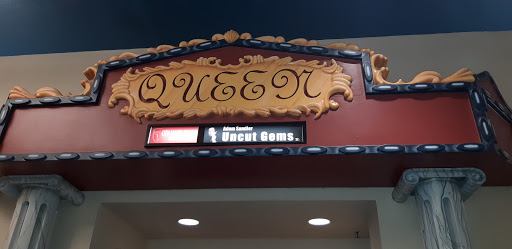 QUEEN
Adam Sandler
Uncut Gems